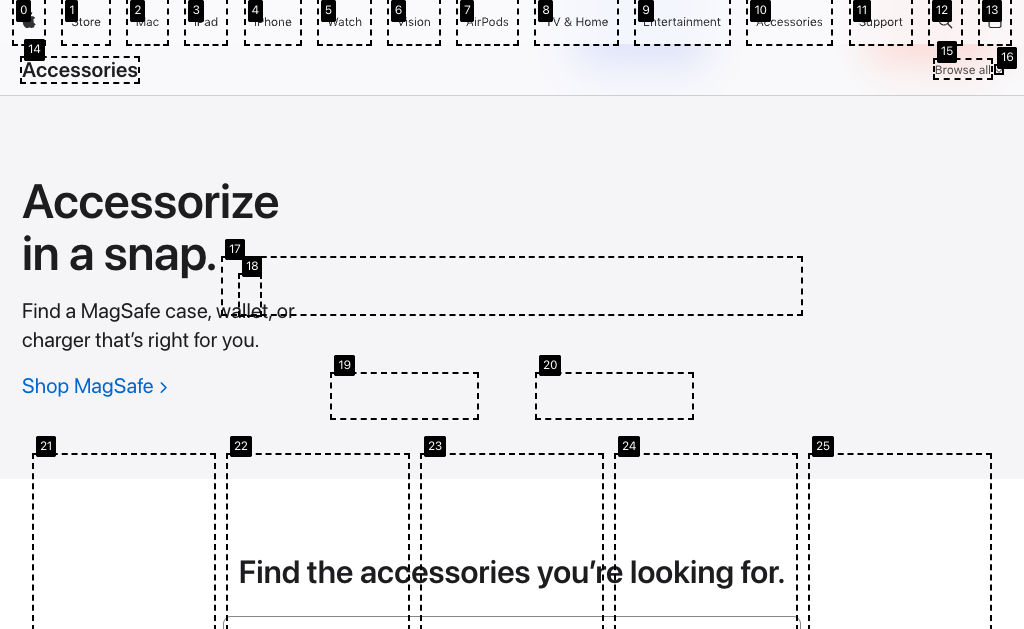 0 1 2 3 4 5 6 7 8 9 10 11 12 13
Store Mac iPad iPhone Watch Vision AirPods TV & Home Entertainment Accessories Support
14 15 16
Accessories Browse all
Accessorize
in a snap.
17
18
Find a MagSafe case, wallet, or
charger that’s right for you.
19 20
Shop MagSafe >
21 22 23 24 25
Find the accessories you’re looking for.